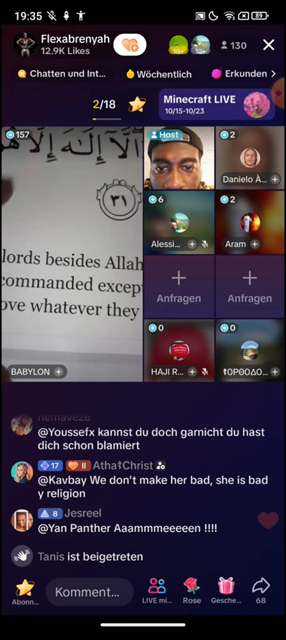 19:35
89
Flexabrenyah
12.9K Likes
130
Chatten und Int...
Wöchentlich
Erkunden
2/18
Minecraft LIVE
10/15-10/23
157
Host
2
Danielo À...
6
Alessi...
2
Aram
lords besides Allah
commanded excep
ove whatever they
٣١
Anfragen
Anfragen
BABYLON
0
HAJI R...
0
nemaveze
@Youssefx kannst du doch garnicht du hast
dich schon blamiert
17 II Atha†Christ
@Kavbay We don't make her bad, she is bad
y religion
8 Jesreel
@Yan Panther Aaammmeeeeen !!!!
Tanis ist beigetreten
Abonn...
Komment...
LIVE mi...
Rose
Gesche...
68